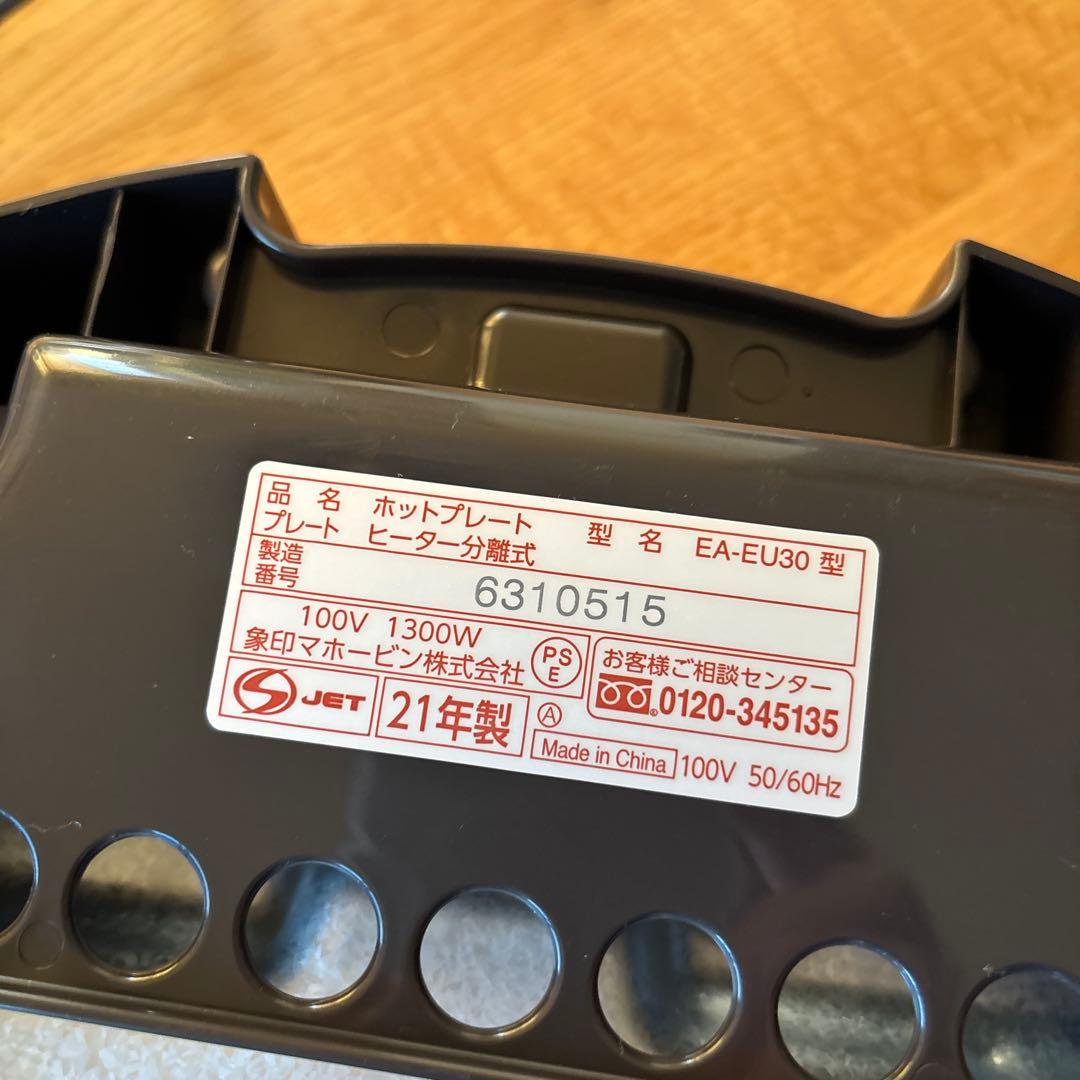 品名 ホットプレート 型名 EA-EU30 型
プレート ヒーター分離式
製造番号 6310515
100V 1300W
象印マホービン株式会社
PS
E
お客様ご相談センター
0120-345135
JET
21年製
A
Made in China
100V 50/60Hz